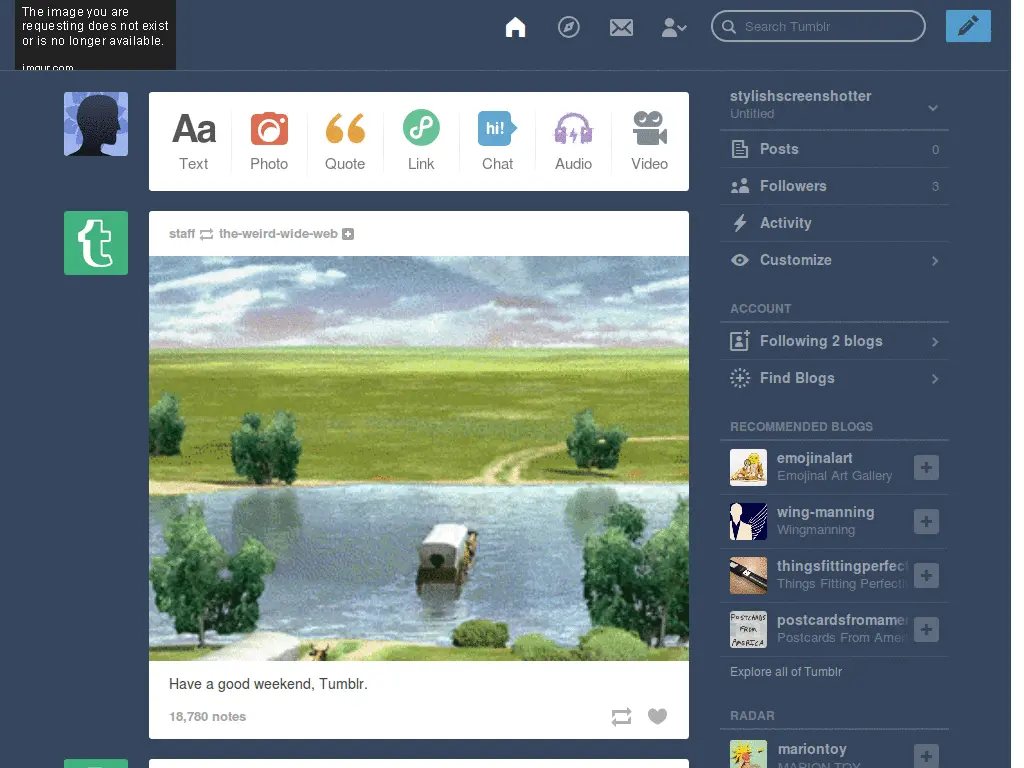 The image you are
requesting does not exist
or is no longer available.
imgur.com
Search Tumblr
Aa
hi!
Text
Photo
Quote
Link
Chat
Audio
Video
staff the-weird-wide-web
Have a good weekend, Tumblr.
18,780 notes
stylishscreenshotter
Untitled
Posts 0
Followers 3
Activity
Customize
ACCOUNT
Following 2 blogs
Find Blogs
RECOMMENDED BLOGS
emojinalart
Emojinal Art Gallery
wing-manning
Wingmanning
thingsfittingperfec
Things Fitting Perfectl
POSTCARDS
FROM
AMERICA
postcardsfromame
Postcards From Amer
Explore all of Tumblr
RADAR
mariontoy
MARION TOY